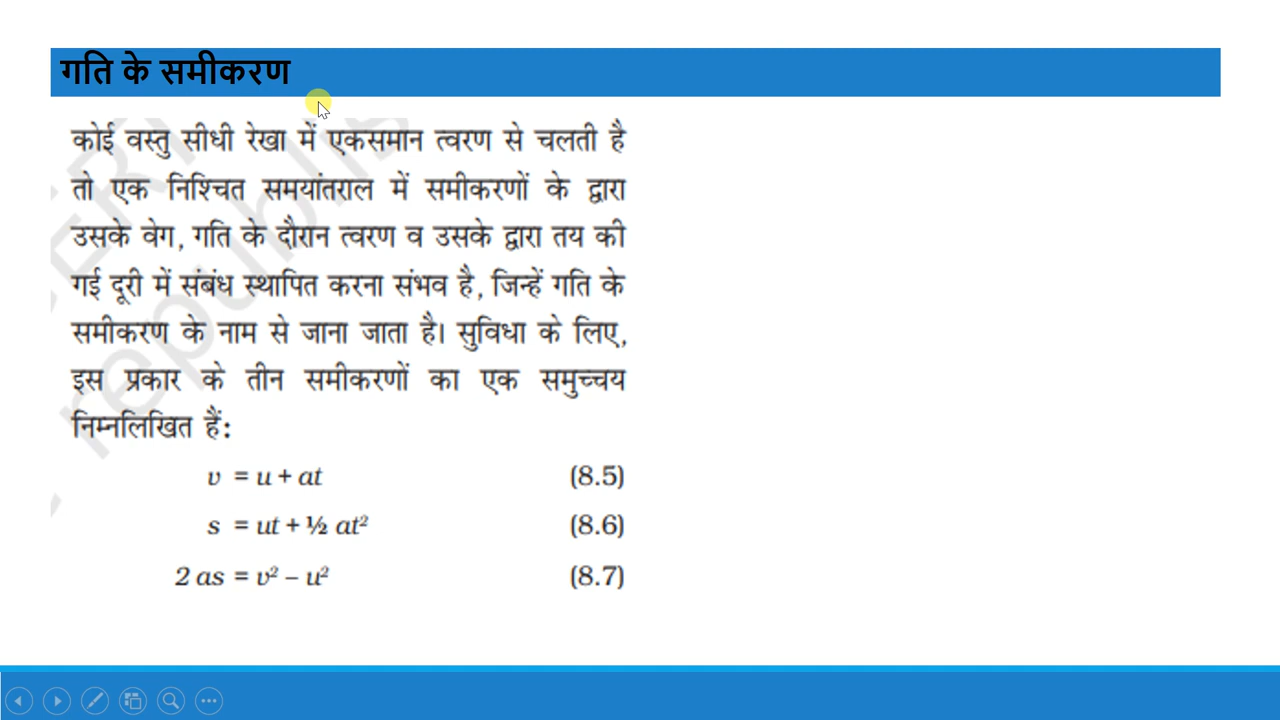 गति के समीकरण
कोई वस्तु सीधी रेखा में एकसमान त्वरण से चलती है
तो एक निश्चित समयांतराल में समीकरणों के द्वारा
उसके वेग, गति के दौरान त्वरण व उसके द्वारा तय की
गई दूरी में संबंध स्थापित करना संभव है, जिन्हें गति के
समीकरण के नाम से जाना जाता है। सुविधा के लिए,
इस प्रकार के तीन समीकरणों का एक समुच्चय
निम्नलिखित हैं:
v = u + at (8.5)
s = ut + ½ at² (8.6)
2 as = v² – u² (8.7)